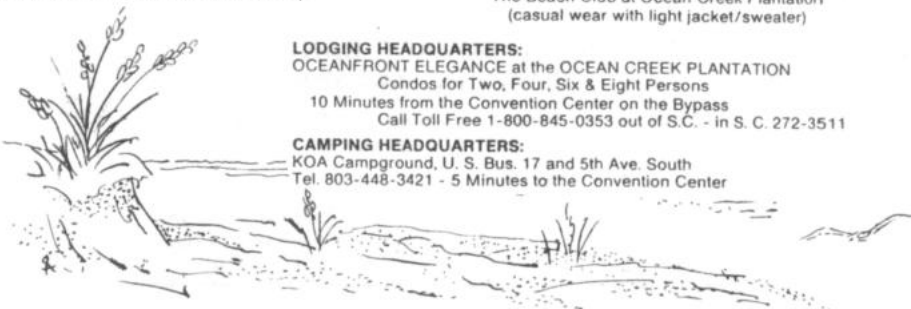 The Beach Club at Ocean Creek Plantation
(casual wear with light jacket/sweater)
LODGING HEADQUARTERS:
OCEANFRONT ELEGANCE at the OCEAN CREEK PLANTATION
Condos for Two, Four, Six & Eight Persons
10 Minutes from the Convention Center on the Bypass
Call Toll Free 1-800-845-0353 out of S.C. - in S. C. 272-3511
CAMPING HEADQUARTERS:
KOA Campground, U. S. Bus. 17 and 5th Ave. South
Tel. 803-448-3421 - 5 Minutes to the Convention Center